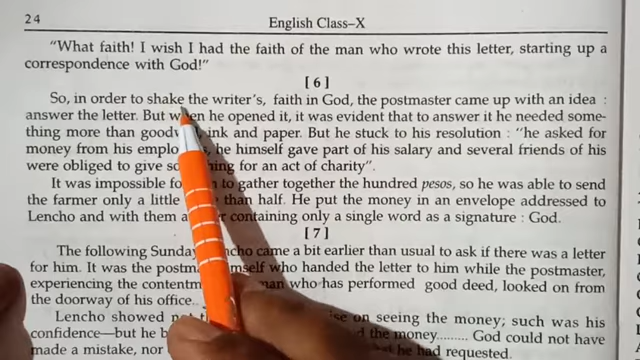 24
English Class–X
"What faith! I wish I had the faith of the man who wrote this letter, starting up a
correspondence with God!"
[ 6 ]
So, in order to shake the writer's, faith in God, the postmaster came up with an idea :
answer the letter. But when he opened it, it was evident that to answer it he needed some-
thing more than goodw ink and paper. But he stuck to his resolution : "he asked for
money from his emplo he himself gave part of his salary and several friends of his
were obliged to give so ing for an act of charity".
It was impossible fo to gather together the hundred pesos, so he was able to send
the farmer only a little than half. He put the money in an envelope addressed to
Lencho and with them a containing only a single word as a signature : God.
[ 7 ]
The following Sunday came a bit earlier than usual to ask if there was a letter
for him. It was the postm self who handed the letter to him while the postmaster,
experiencing the contentm man who has performed good deed, looked on from
the doorway of his office.
Lencho showed not on seeing the money; such was his
confidence—but he b the money......... God could not have
made a mistake, nor he had requested.